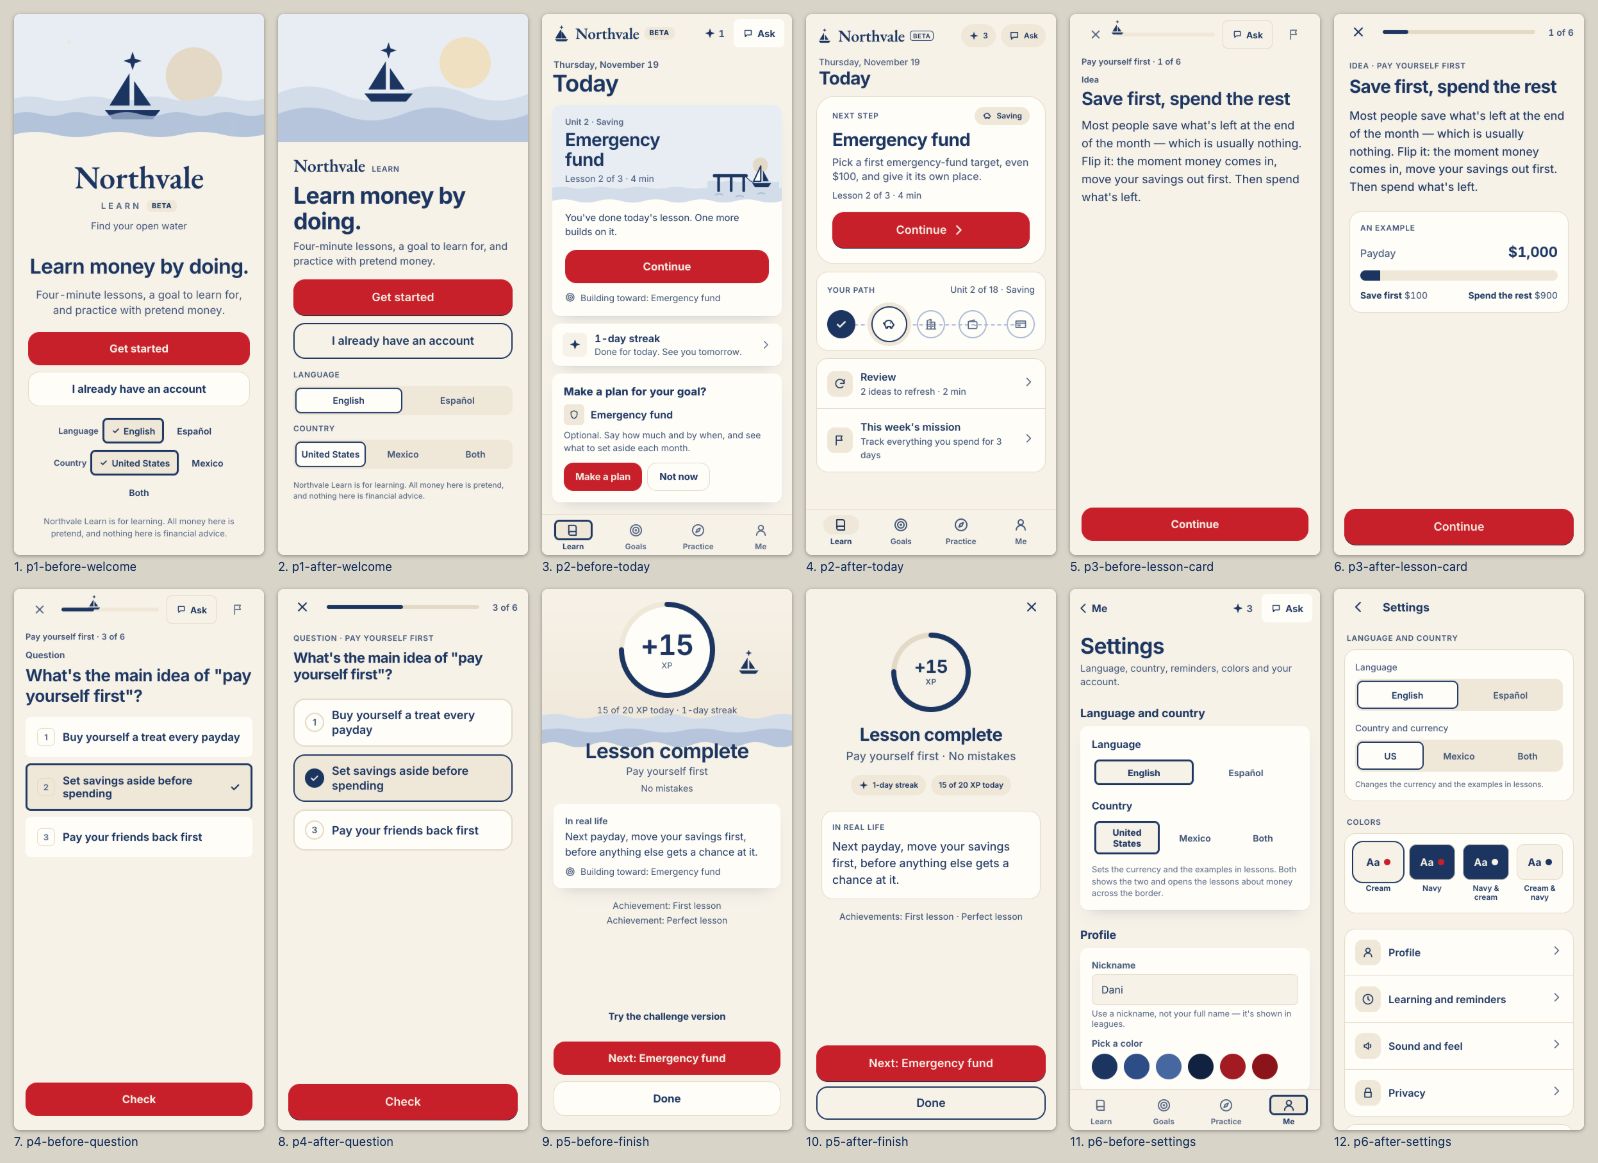 Northvale
LEARN BETA
Find your open water
Learn money by doing.
Four-minute lessons, a goal to learn for,
and practice with pretend money.
Get started
I already have an account
Language ✓ English Español
Country ✓ United States Mexico
Both
Northvale Learn is for learning. All money here is
pretend, and nothing here is financial advice.
1. p1-before-welcome
Northvale LEARN
Learn money by
doing.
Four-minute lessons, a goal to learn for, and
practice with pretend money.
Get started
I already have an account
LANGUAGE
English Español
COUNTRY
United States Mexico Both
Northvale Learn is for learning. All money here is pretend,
and nothing here is financial advice.
2. p1-after-welcome
Northvale BETA 1 Ask
Thursday, November 19
Today
Unit 2 · Saving
Emergency
fund
Lesson 2 of 3 · 4 min
You've done today's lesson. One more
builds on it.
Continue
Building toward: Emergency fund
1-day streak
Done for today. See you tomorrow.
Make a plan for your goal?
Emergency fund
Optional. Say how much and by when, and see
what to set aside each month.
Make a plan Not now
Learn Goals Practice Me
3. p2-before-today
Northvale BETA 3 Ask
Thursday, November 19
Today
NEXT STEP Saving
Emergency fund
Pick a first emergency-fund target, even
$100, and give it its own place.
Lesson 2 of 3 · 4 min
Continue
YOUR PATH Unit 2 of 18 · Saving
Review
2 ideas to refresh · 2 min
This week's mission
Track everything you spend for 3
days
Learn Goals Practice Me
4. p2-after-today
Ask
Pay yourself first · 1 of 6
Idea
Save first, spend the rest
Most people save what's left at the end
of the month — which is usually nothing.
Flip it: the moment money comes in,
move your savings out first. Then spend
what's left.
Continue
5. p3-before-lesson-card
1 of 6
IDEA · PAY YOURSELF FIRST
Save first, spend the rest
Most people save what's left at the end
of the month — which is usually
nothing. Flip it: the moment money
comes in, move your savings out first.
Then spend what's left.
AN EXAMPLE
Payday $1,000
Save first $100 Spend the rest $900
Continue
6. p3-after-lesson-card
Ask
Pay yourself first · 3 of 6
Question
What's the main idea of "pay
yourself first"?
1 Buy yourself a treat every payday
2 Set savings aside before
spending
3 Pay your friends back first
Check
7. p4-before-question
3 of 6
QUESTION · PAY YOURSELF FIRST
What's the main idea of "pay
yourself first"?
1 Buy yourself a treat every
payday
Set savings aside before
spending
3 Pay your friends back first
Check
8. p4-after-question
+15
XP
15 of 20 XP today · 1-day streak
Lesson complete
Pay yourself first
No mistakes
In real life
Next payday, move your savings first,
before anything else gets a chance at it.
Building toward: Emergency fund
Achievement: First lesson
Achievement: Perfect lesson
Try the challenge version
Next: Emergency fund
Done
9. p5-before-finish
+15
XP
Lesson complete
Pay yourself first · No mistakes
1-day streak 15 of 20 XP today
IN REAL LIFE
Next payday, move your savings
first, before anything else gets a
chance at it.
Achievements: First lesson · Perfect lesson
Next: Emergency fund
Done
10. p5-after-finish
Me 3 Ask
Settings
Language, country, reminders, colors and your
account.
Language and country
Language
English Español
Country
United
States Mexico Both
Sets the currency and the examples in lessons. Both
shows the two and opens the lessons about money
across the border.
Profile
Nickname
Dani
Use a nickname, not your full name — it's shown in
leagues.
Pick a color
Learn Goals Practice Me
11. p6-before-settings
Settings
LANGUAGE AND COUNTRY
Language
English Español
Country and currency
US Mexico Both
Changes the currency and the examples in lessons.
COLORS
Aa Aa Aa Aa
Cream Navy Navy & Cream &
cream navy
Profile
Learning and reminders
Sound and feel
Privacy
12. p6-after-settings